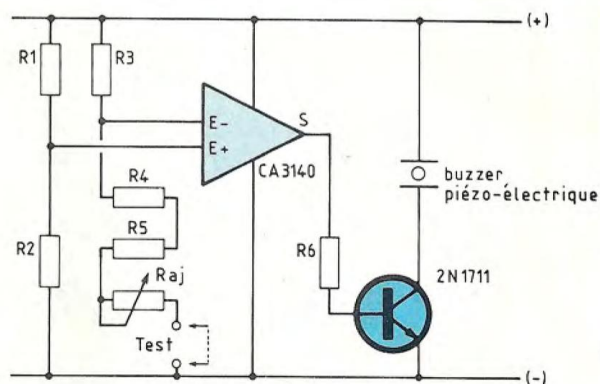 (+)
R1
R3
E-
S
E+
CA3140
R4
buzzer
piézo-électrique
R2
R5
R6
Raj
2N1711
Test
(-)